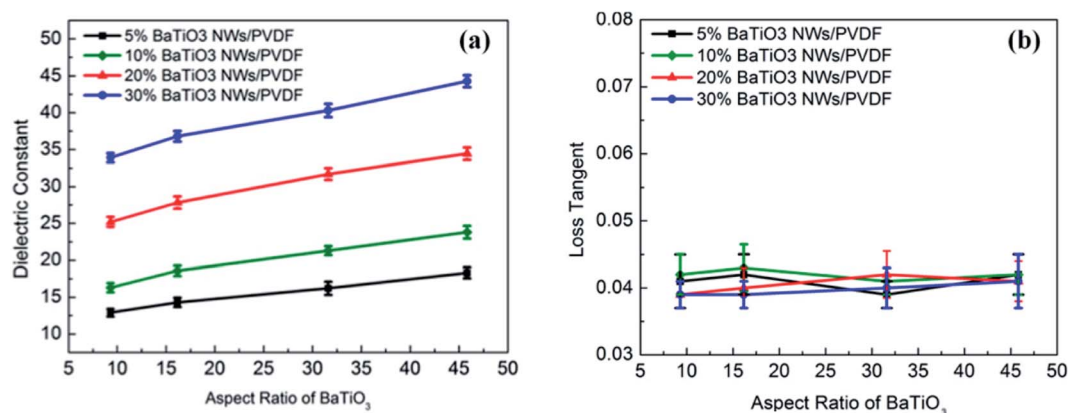 (a)
5% BaTiO3 NWs/PVDF
10% BaTiO3 NWs/PVDF
20% BaTiO3 NWs/PVDF
30% BaTiO3 NWs/PVDF
Dielectric Constant
50
45
40
35
30
25
20
15
10
5 10 15 20 25 30 35 40 45 50
Aspect Ratio of BaTiO₃
(b)
5% BaTiO3 NWs/PVDF
10% BaTiO3 NWs/PVDF
20% BaTiO3 NWs/PVDF
30% BaTiO3 NWs/PVDF
Loss Tangent
0.08
0.07
0.06
0.05
0.04
0.03
5 10 15 20 25 30 35 40 45 50
Aspect Ratio of BaTiO₃